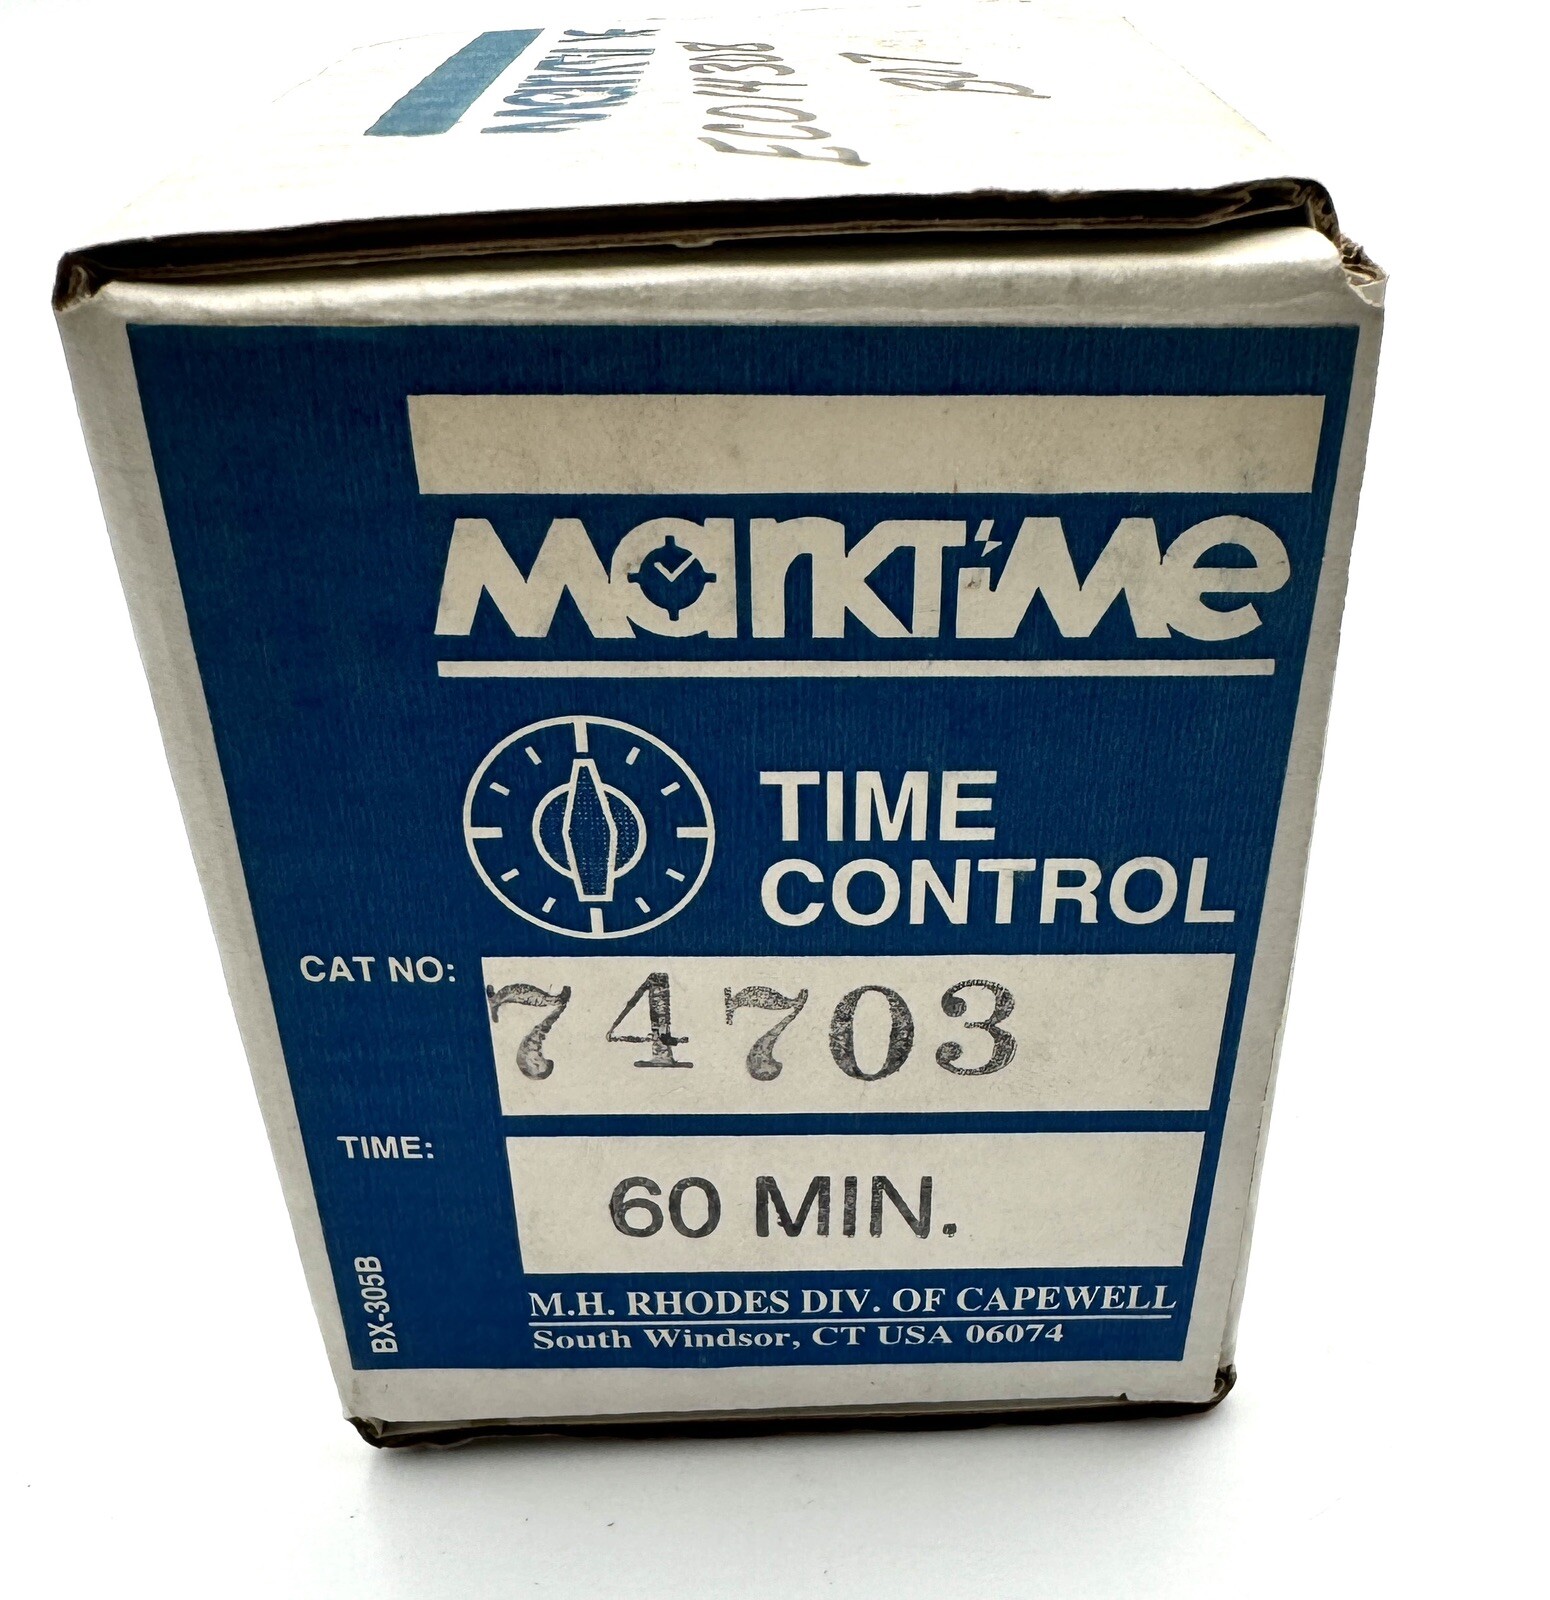 MarkTime
TIME
CONTROL
CAT NO:
74703
TIME:
60 MIN.
BX-305B
M.H. RHODES DIV. OF CAPEWELL
South Windsor, CT USA 06074